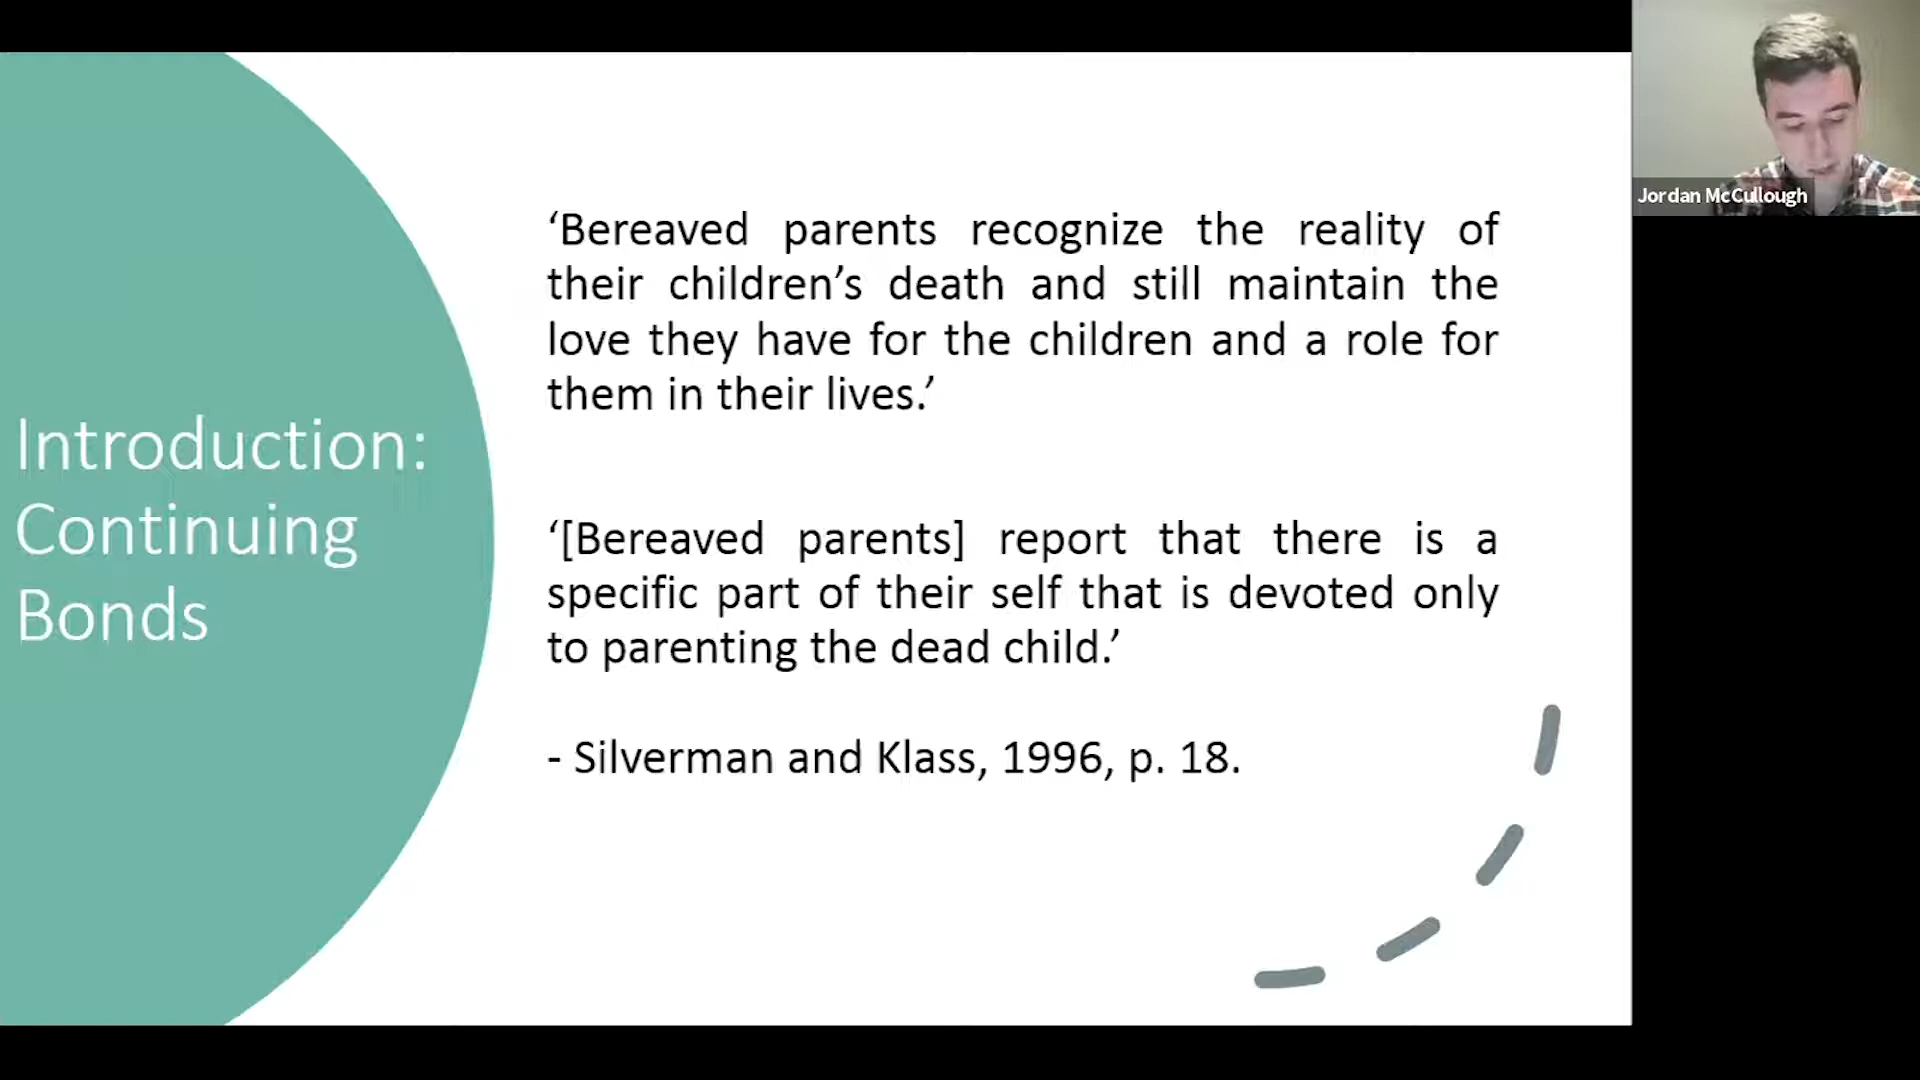 Introduction:
Continuing
Bonds
‘Bereaved parents recognize the reality of
their children’s death and still maintain the
love they have for the children and a role for
them in their lives.’
‘[Bereaved parents] report that there is a
specific part of their self that is devoted only
to parenting the dead child.’
- Silverman and Klass, 1996, p. 18.
Jordan McCullough